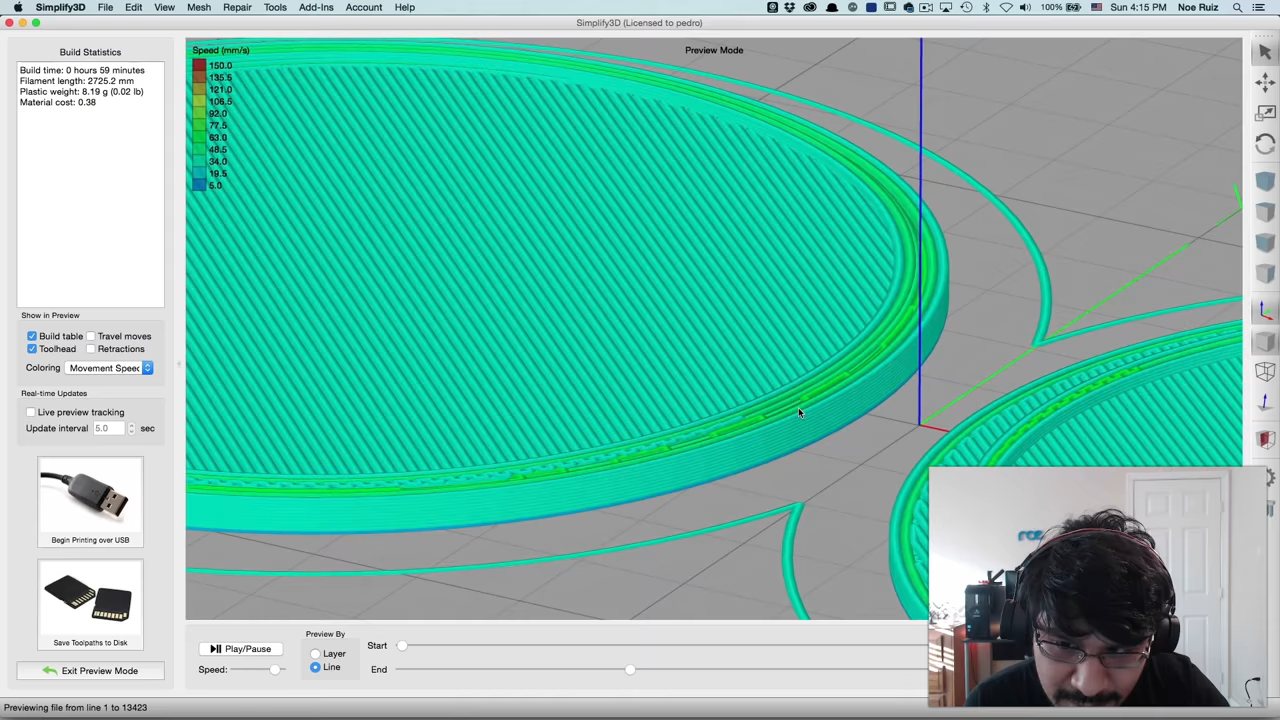 Simplify3D File Edit View Mesh Repair Tools Add-Ins Account Help
100% Sun 4:15 PM Noe Ruiz
Simplify3D (Licensed to pedro)
Build Statistics
Build time: 0 hours 59 minutes
Filament length: 2725.2 mm
Plastic weight: 8.19 g (0.02 lb)
Material cost: 0.38
Speed (mm/s)
150.0
135.5
121.0
106.5
92.0
77.5
63.0
48.5
34.0
19.5
5.0
Preview Mode
Show in Preview
Build table Travel moves
Toolhead Retractions
Coloring Movement Speed
Real-time Updates
Live preview tracking
Update interval 5.0 sec
Begin Printing over USB
Save Toolpaths to Disk
Exit Preview Mode
Play/Pause
Speed:
Preview By
Layer
Line
Start
End
Previewing file from line 1 to 13423